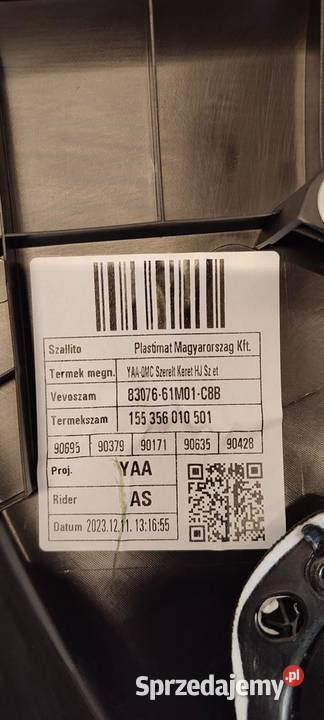 Sprzedajemy.pl
Szallito Plastimat Magyarorszag Kft.
Termek megn. YAA-QMC Szerelt Keret HJ Szet
Vevoszam 83076-61M01-C8B
Termekszam 155 356 010 501
90695 90379 90171 90635 90428
Proj. YAA
Rider AS
Datum 2023.12.11. 13:16:55
Sprzedajemy.pl